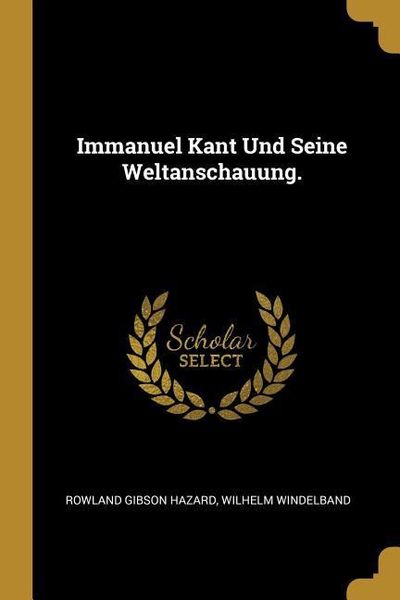 Immanuel Kant Und Seine
Weltanschauung.
Scholar
SELECT
ROWLAND GIBSON HAZARD, WILHELM WINDELBAND